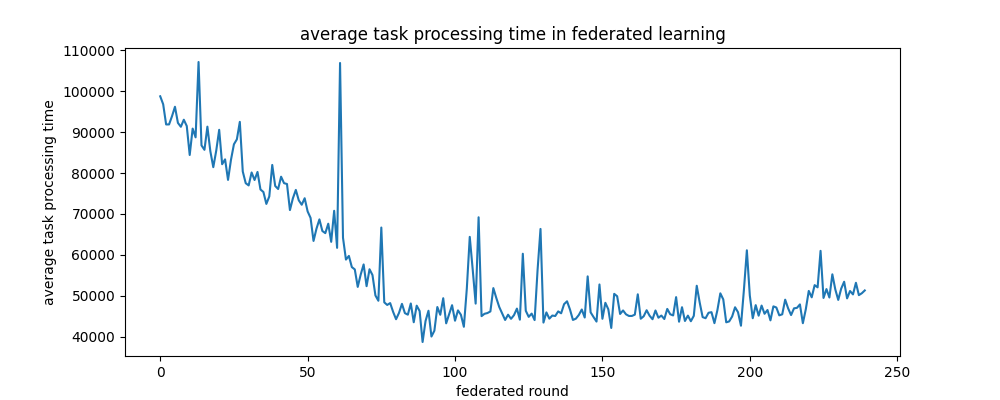 average task processing time in federated learning
110000
100000
90000
80000
70000
60000
50000
40000
average task processing time
0 50 100 150 200 250
federated round